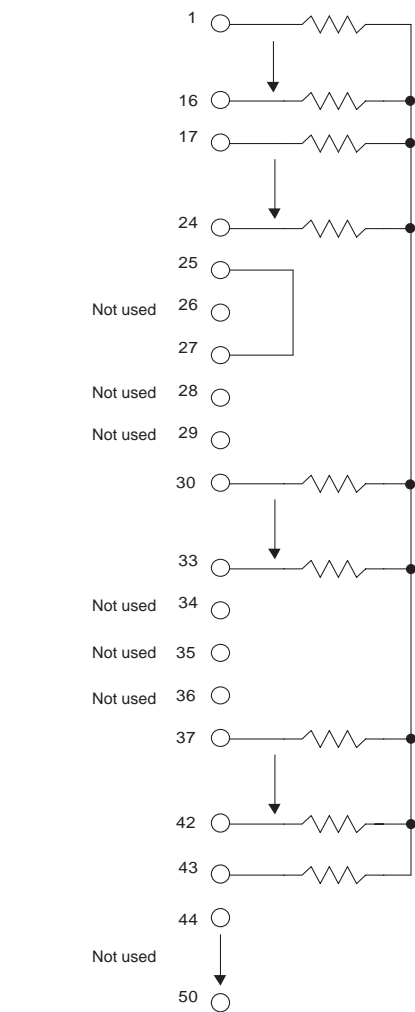 1
16
17
24
25
Not used 26
27
Not used 28
Not used 29
30
33
Not used 34
Not used 35
Not used 36
37
42
43
44
Not used
50